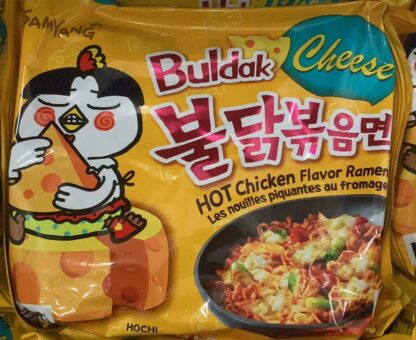 SAMYANG
Buldak
Cheese
불닭볶음면
HOT Chicken Flavor Ramen
Les nouilles piquantes au fromage
HOCHI